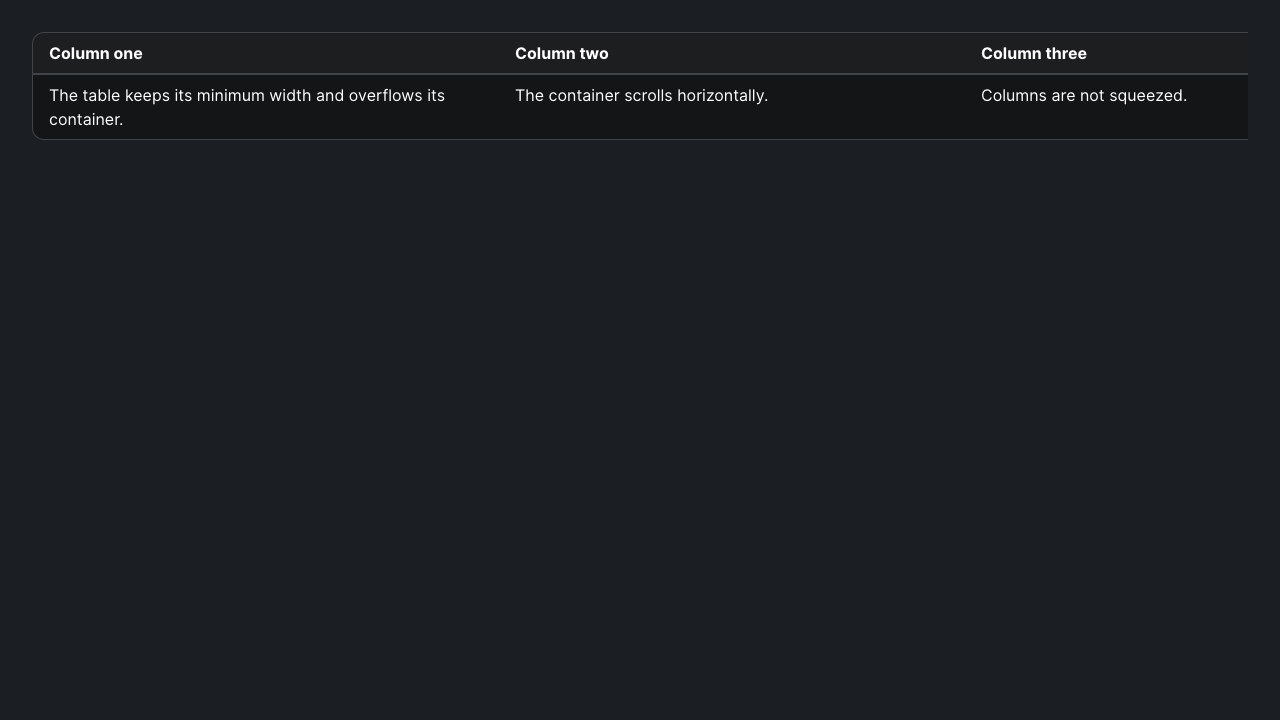 Column one Column two Column three
The table keeps its minimum width and overflows its The container scrolls horizontally. Columns are not squeezed.
container.